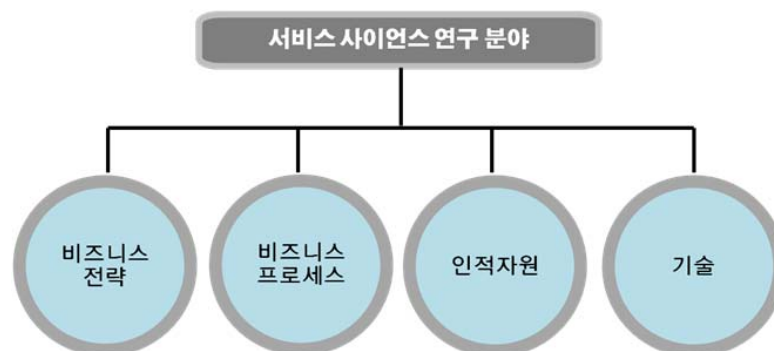 서비스 사이언스 연구 분야
비즈니스
전략
비즈니스
프로세스
인적자원
기술